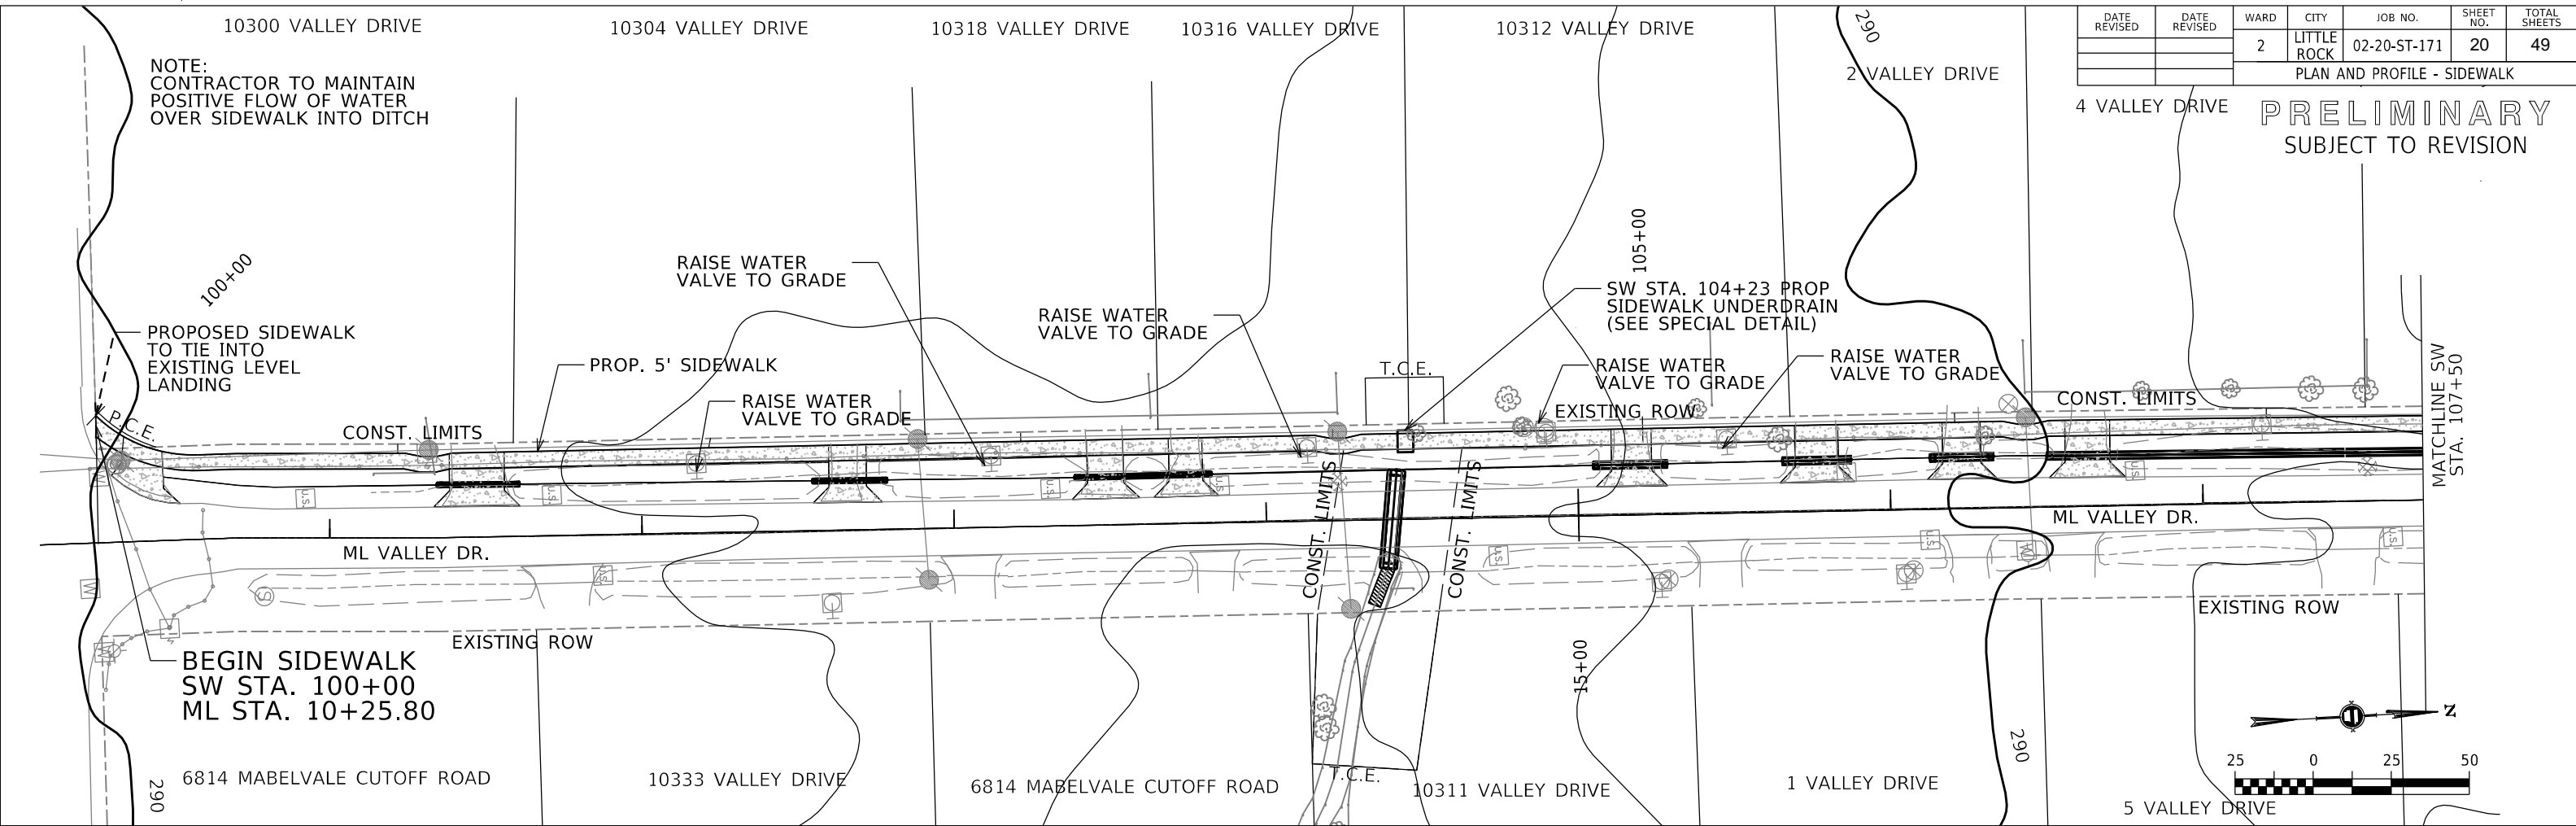 10300 VALLEY DRIVE
10304 VALLEY DRIVE
10318 VALLEY DRIVE
10316 VALLEY DRIVE
10312 VALLEY DRIVE
290
2 VALLEY DRIVE
4 VALLEY DRIVE
DATE REVISED
DATE REVISED
WARD
CITY
JOB NO.
SHEET NO.
TOTAL SHEETS
2
LITTLE ROCK
02-20-ST-171
20
49
PLAN AND PROFILE - SIDEWALK
PRELIMINARY
SUBJECT TO REVISION
NOTE:
CONTRACTOR TO MAINTAIN
POSITIVE FLOW OF WATER
OVER SIDEWALK INTO DITCH
100+00
105+00
RAISE WATER
VALVE TO GRADE
RAISE WATER
VALVE TO GRADE
SW STA. 104+23 PROP
SIDEWALK UNDERDRAIN
(SEE SPECIAL DETAIL)
PROPOSED SIDEWALK
TO TIE INTO
EXISTING LEVEL
LANDING
PROP. 5' SIDEWALK
RAISE WATER
VALVE TO GRADE
T.C.E.
RAISE WATER
VALVE TO GRADE
RAISE WATER
VALVE TO GRADE
MATCHLINE SW
STA. 107+50
P.C.E.
CONST. LIMITS
EXISTING ROW
CONST. LIMITS
U.S.
U.S.
U.S.
U.S.
U.S.
U.S.
CONST. LIMITS
CONST. LIMITS
ML VALLEY DR.
ML VALLEY DR.
U.S.
U.S.
U.S.
U.S.
W
W
S
W
EXISTING ROW
EXISTING ROW
BEGIN SIDEWALK
SW STA. 100+00
ML STA. 10+25.80
15+00
N
290
290
25
0
25
50
6814 MABELVALE CUTOFF ROAD
10333 VALLEY DRIVE
6814 MABELVALE CUTOFF ROAD
T.C.E.
10311 VALLEY DRIVE
1 VALLEY DRIVE
5 VALLEY DRIVE